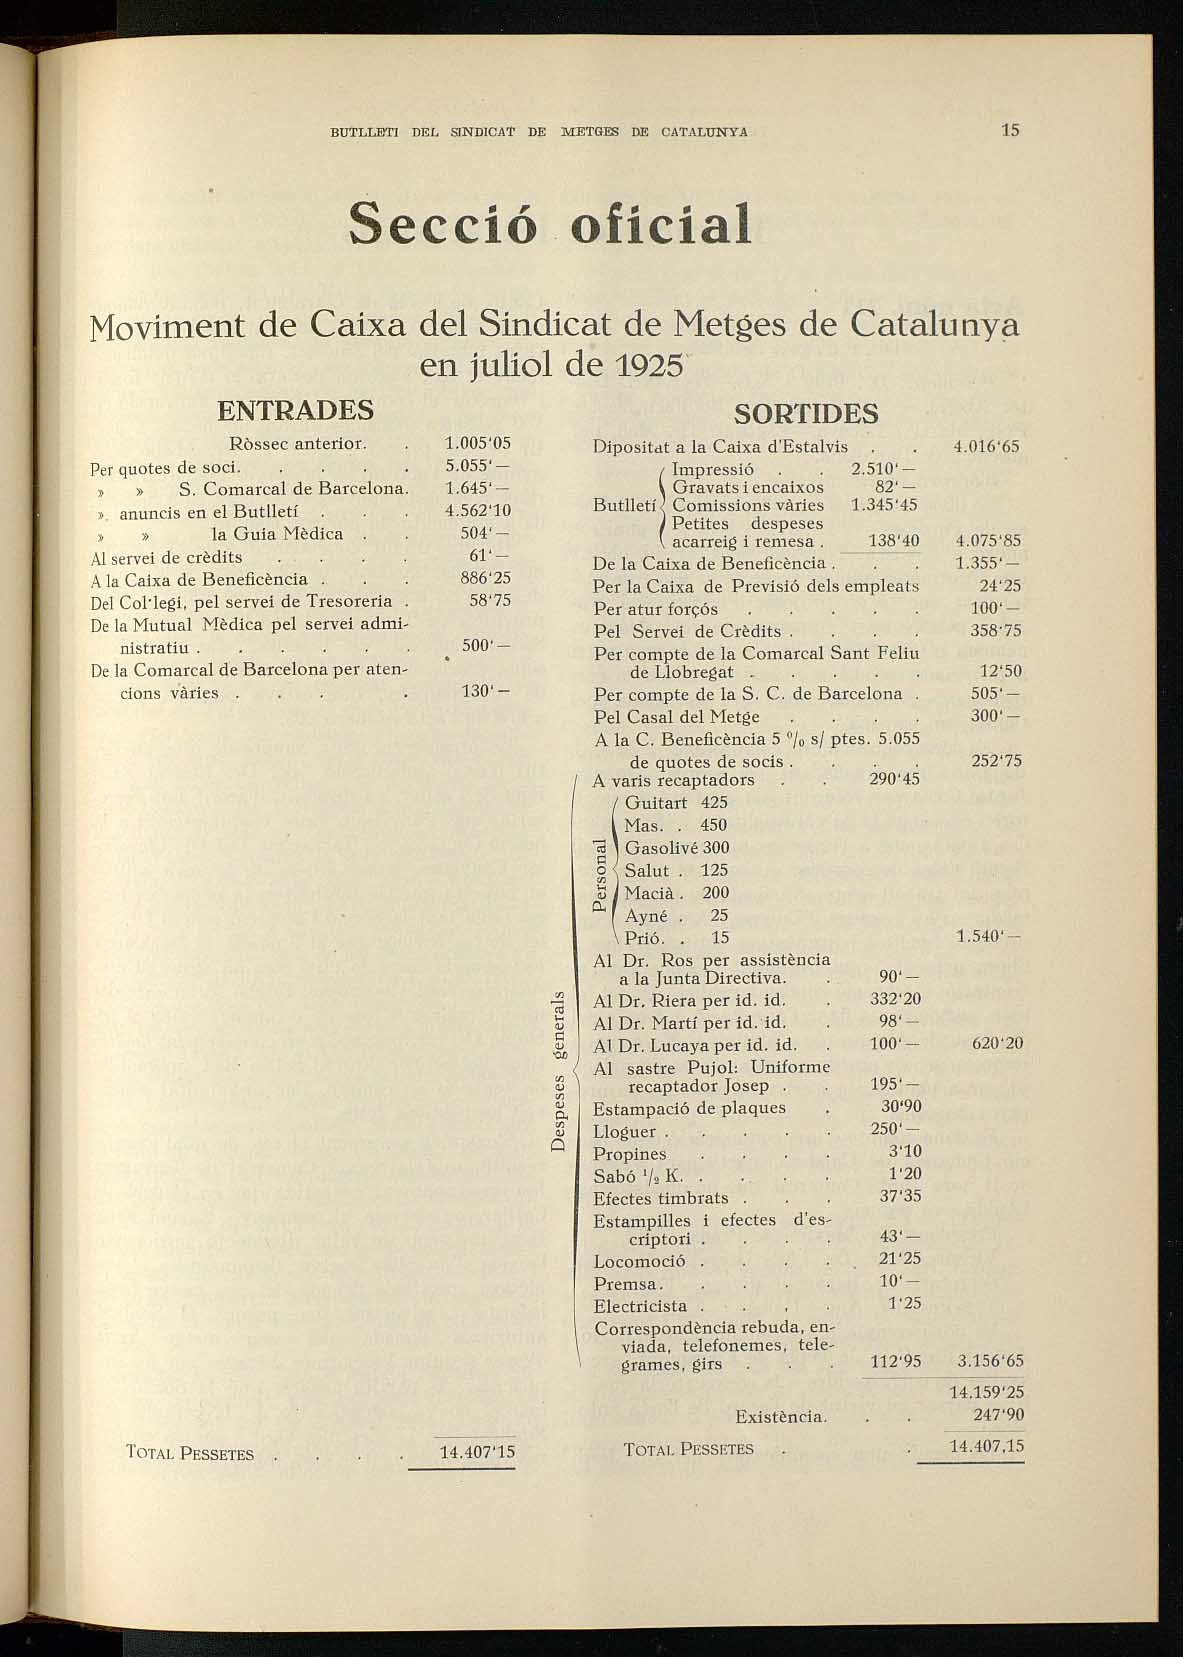 BUTLLETI DEL SINDICAT DE METGES DE CATALUNYA 15
Secció oficial
Moviment de Caixa del Sindicat de Metges de Catalunya
en juliol de 1925
ENTRADES
Ròssec anterior. . 1.005'05
Per quotes de soci. . . . . 5.055'—
» » S. Comarcal de Barcelona. 1.645'—
». anuncis en el Butlletí . . . 4.562'10
» » la Guia Mèdica . . 504'—
Al servei de crèdits . . . . 61'—
A la Caixa de Beneficència . . . 886'25
Del Col'legi, pel servei de Tresoreria . 58'75
De la Mutual Mèdica pel servei admi-
nistratiu . . . . . . 500'—
De la Comarcal de Barcelona per aten-
cions vàries . . . . 130'—
TOTAL PESSETES . . . . 14.407'15
SORTIDES
Dipositat a la Caixa d'Estalvis . . 4.016'65
Butlletí
Impressió . . 2.510'—
Gravats i encaixos 82'—
Comissions vàries 1.345'45
Petites despeses
acarreig i remesa . 138'40 4.075'85
De la Caixa de Beneficència . . . 1.355'—
Per la Caixa de Previsió dels empleats 24'25
Per atur forçós . . . . . 100'—
Pel Servei de Crèdits . . . . 358'75
Per compte de la Comarcal Sant Feliu
de Llobregat . . . . . 12'50
Per compte de la S. C. de Barcelona . 505'—
Pel Casal del Metge . . . . 300'—
A la C. Beneficència 5 º/o s/ ptes. 5.055
de quotes de socis . . . . 252'75
Despeses generals
A varis recaptadors . . 290'45
Personal
Guitart 425
Mas. . 450
Gasolivé 300
Salut . 125
Macià . 200
Ayné . 25
Prió. . 15 1.540'—
Al Dr. Ros per assistència
a la Junta Directiva. . 90'—
Al Dr. Riera per id. id. . 332'20
Al Dr. Martí per id. id. . 98'—
Al Dr. Lucaya per id. id. . 100'— 620'20
Al sastre Pujol: Uniforme
recaptador Josep . . 195'—
Estampació de plaques . 30'90
Lloguer . . . . . 250'—
Propines . . . . 3'10
Sabó 1/2 K. . . . . 1'20
Efectes timbrats . . . 37'35
Estampilles i efectes d'es-
criptori . . . . 43'—
Locomoció . . . . . 21'25
Premsa. . . . . 10'—
Electricista . . . . 1'25
Correspondència rebuda, en-
viada, telefonemes, tele-
grames, girs . . . 112'95 3.156'65
14.159'25
Existència. . . 247'90
TOTAL PESSETES . . 14.407,15